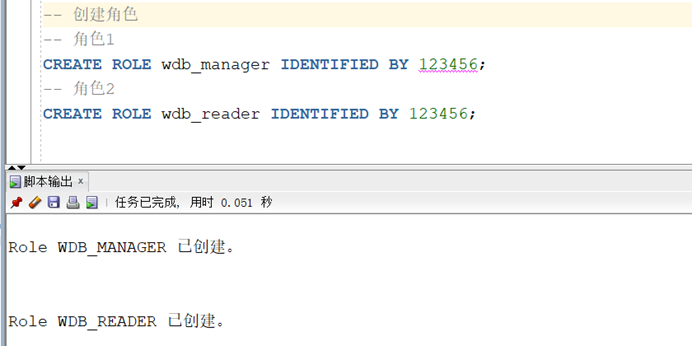 -- 创建角色
-- 角色1
CREATE ROLE wdb_manager IDENTIFIED BY 123456;
-- 角色2
CREATE ROLE wdb_reader IDENTIFIED BY 123456;
脚本输出 ×
任务已完成, 用时 0.051 秒
Role WDB_MANAGER 已创建。
Role WDB_READER 已创建。